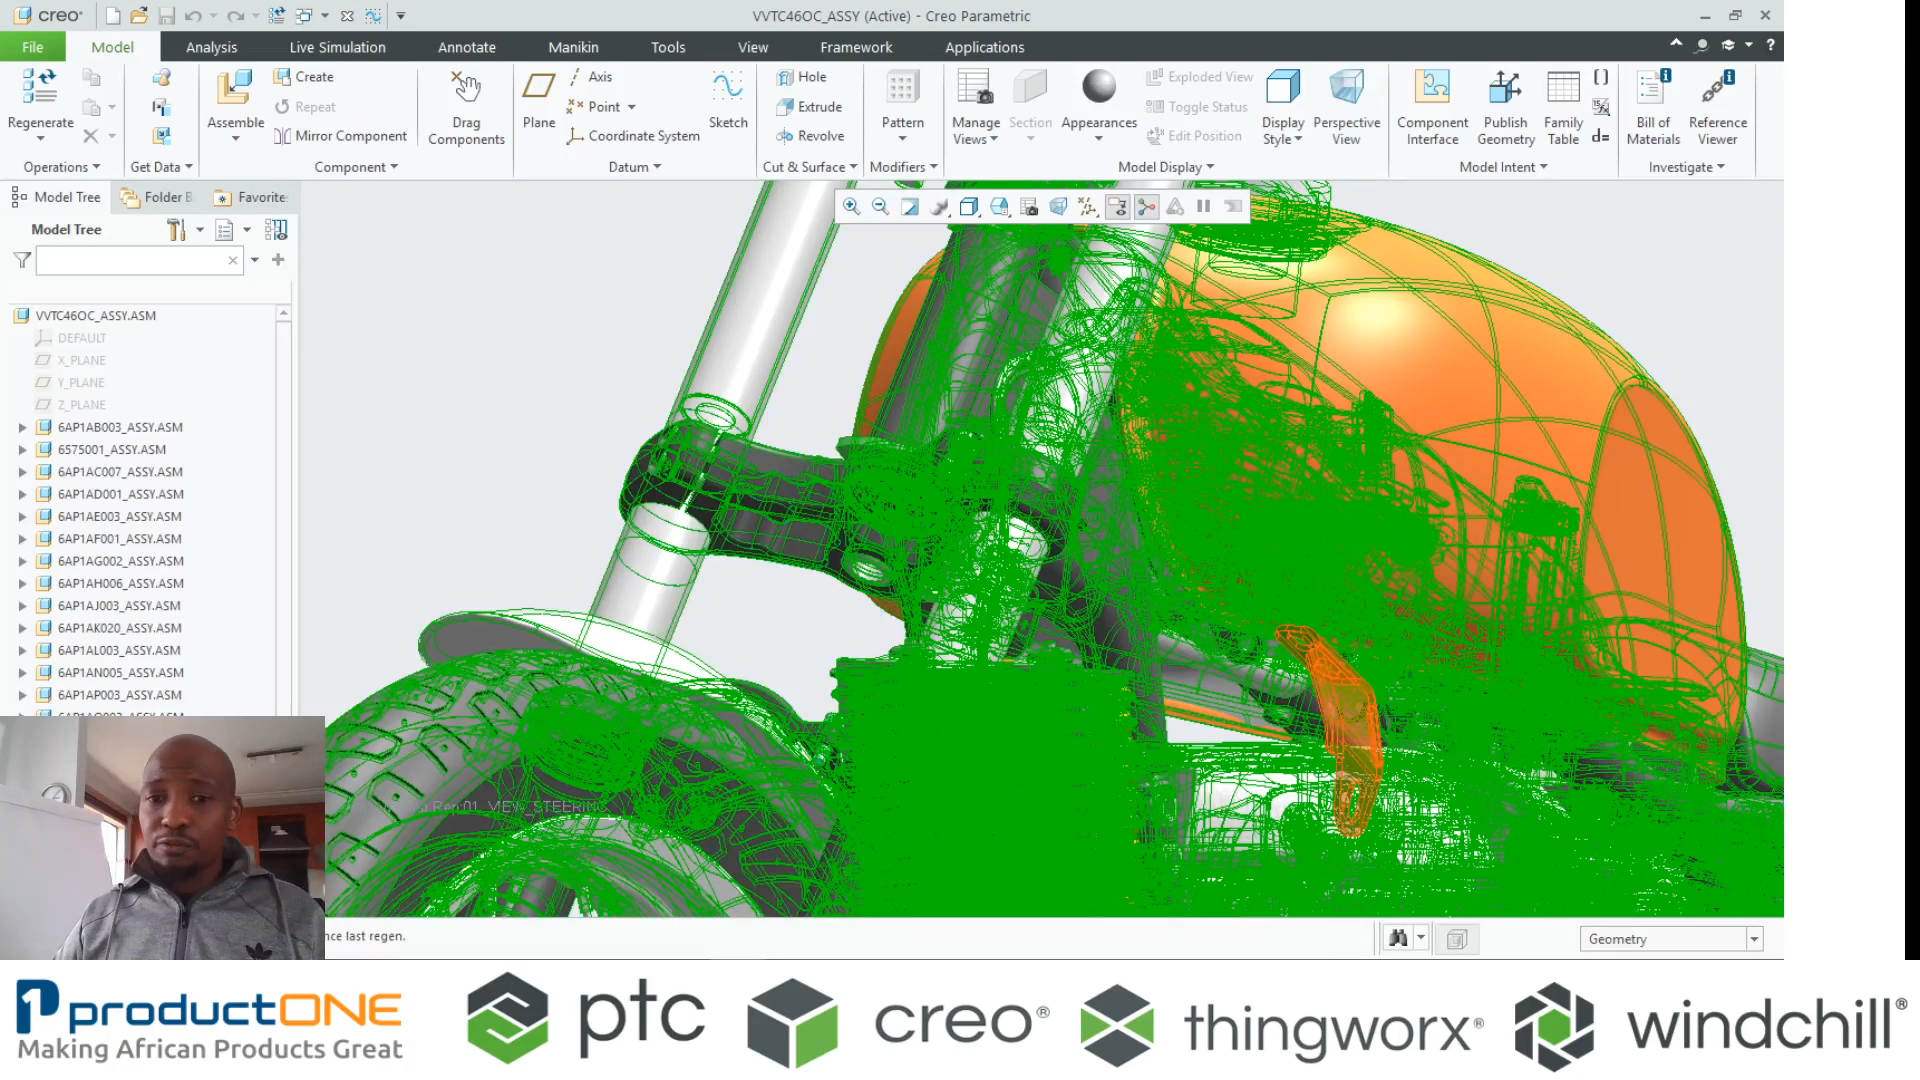 creo®
VVTC46OC_ASSY (Active) - Creo Parametric
File
Model
Analysis
Live Simulation
Annotate
Manikin
Tools
View
Framework
Applications
Regenerate
Operations
Get Data
Assemble
Create
Repeat
Mirror Component
Component
Drag
Components
Plane
Axis
Point
Coordinate System
Sketch
Datum
Hole
Extrude
Revolve
Cut & Surface
Pattern
Modifiers
Manage
Views
Section
Appearances
Exploded View
Toggle Status
Edit Position
Display
Style
Perspective
View
Model Display
Component
Interface
Publish
Geometry
Family
Table
Model Intent
Bill of
Materials
Reference
Viewer
Investigate
Model Tree
Folder B
Favorite
Model Tree
VVTC46OC_ASSY.ASM
DEFAULT
X_PLANE
Y_PLANE
Z_PLANE
6AP1AB003_ASSY.ASM
6575001_ASSY.ASM
6AP1AC007_ASSY.ASM
6AP1AD001_ASSY.ASM
6AP1AE003_ASSY.ASM
6AP1AF001_ASSY.ASM
6AP1AG002_ASSY.ASM
6AP1AH006_ASSY.ASM
6AP1AJ003_ASSY.ASM
6AP1AK020_ASSY.ASM
6AP1AL003_ASSY.ASM
6AP1AN005_ASSY.ASM
6AP1AP003_ASSY.ASM
nce last regen.
Geometry
productONE
Making African Products Great
ptc
creo®
thingworx®
windchill®